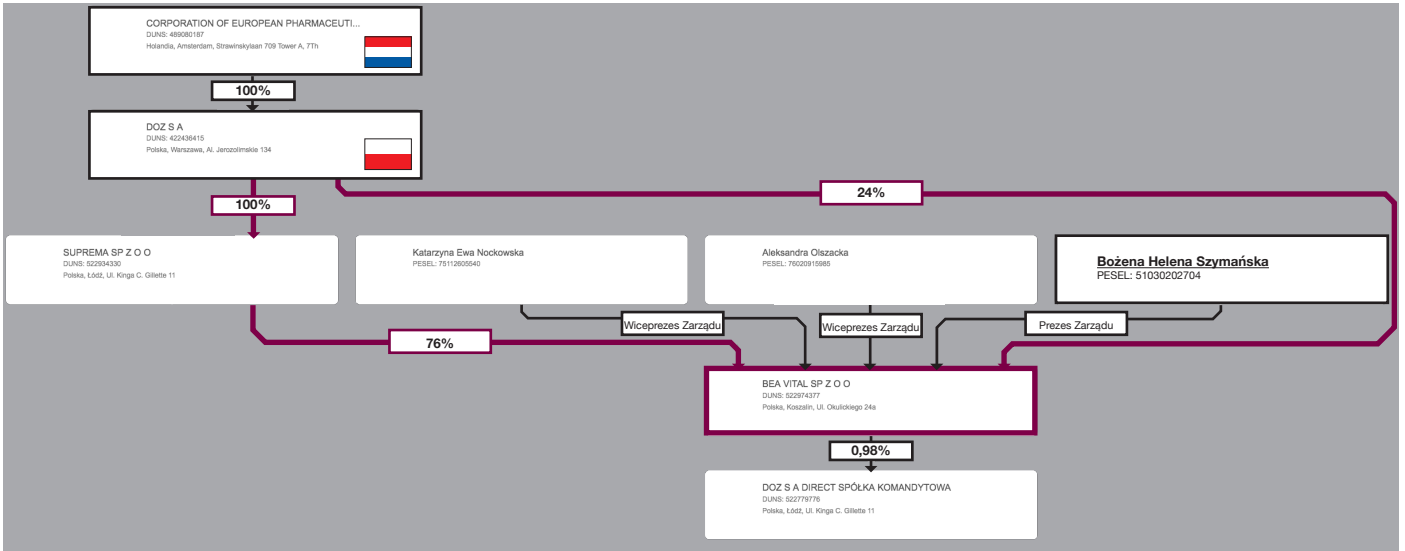 CORPORATION OF EUROPEAN PHARMACEUTI...
DUNS: 489080187
Holandia, Amsterdam, Strawinskylaan 709 Tower A, 7Th
100%
DOZ S A
DUNS: 422436415
Polska, Warszawa, Al. Jerozolimskie 134
24%
100%
SUPREMA SP Z O O
DUNS: 522934330
Polska, Łódź, Ul. Kinga C. Gillette 11
Katarzyna Ewa Nockowska
PESEL: 75112605540
Aleksandra Olszacka
PESEL: 76020915985
Bożena Helena Szymańska
PESEL: 51030202704
Wiceprezes Zarządu
Wiceprezes Zarządu
Prezes Zarządu
76%
BEA VITAL SP Z O O
DUNS: 522974377
Polska, Koszalin, Ul. Okulickiego 24a
0,98%
DOZ S A DIRECT SPÓŁKA KOMANDYTOWA
DUNS: 522779776
Polska, Łódź, Ul. Kinga C. Gillette 11